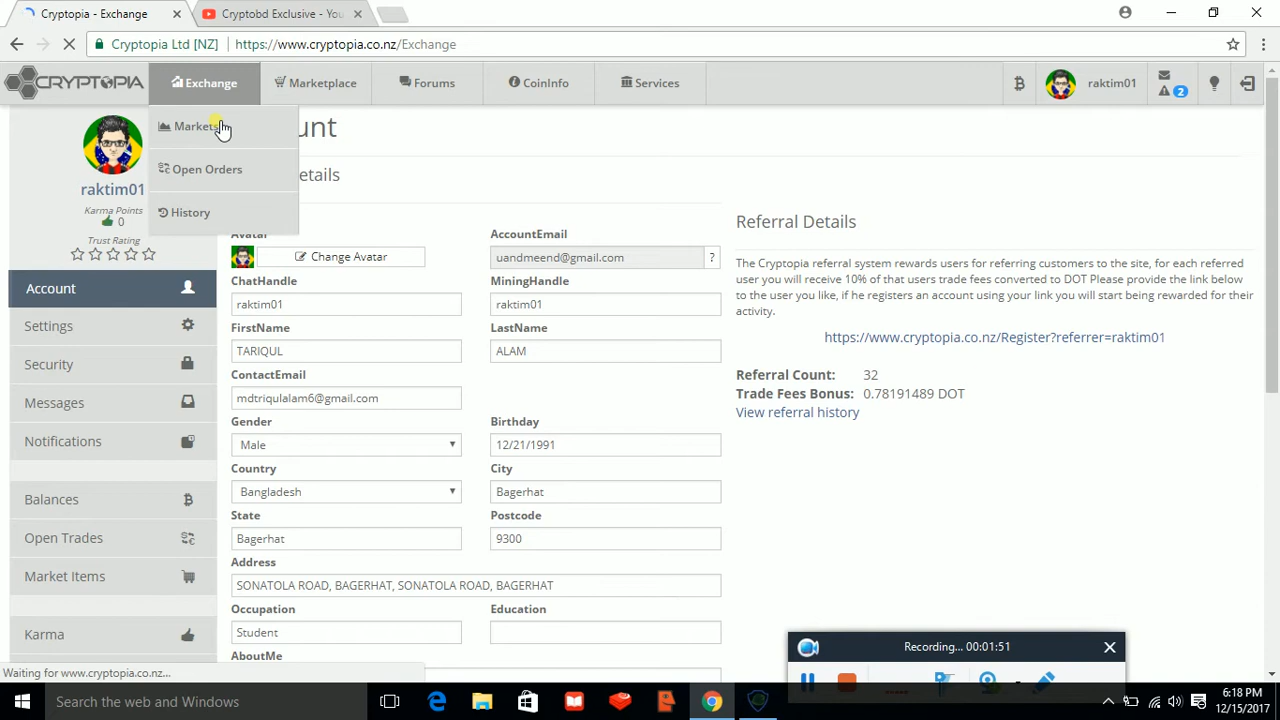 Cryptopia - Exchange
Cryptobd Exclusive - You
Cryptopia Ltd [NZ] https://www.cryptopia.co.nz/Exchange
CRYPTOPIA Exchange Marketplace Forums CoinInfo Services raktim01 2
Markets
Open Orders
History
raktim01
Karma Points
0
Trust Rating
Account
Settings
Security
Messages
Notifications
Balances
Open Trades
Market Items
Karma
AccountEmail
Change Avatar
uandmeend@gmail.com ?
ChatHandle MiningHandle
raktim01 raktim01
FirstName LastName
TARIQUL ALAM
ContactEmail
mdtriqulalam6@gmail.com
Gender Birthday
Male 12/21/1991
Country City
Bangladesh Bagerhat
State Postcode
Bagerhat 9300
Address
SONATOLA ROAD, BAGERHAT, SONATOLA ROAD, BAGERHAT
Occupation Education
Student
AboutMe
Referral Details
The Cryptopia referral system rewards users for referring customers to the site, for each referred
user you will receive 10% of that users trade fees converted to DOT Please provide the link below
to the user you like, if he registers an account using your link you will start being rewarded for their
activity.
https://www.cryptopia.co.nz/Register?referrer=raktim01
Referral Count: 32
Trade Fees Bonus: 0.78191489 DOT
View referral history
Recording... 00:01:51
Waiting for www.cryptopia.co.nz...
Search the web and Windows
6:18 PM
12/15/2017